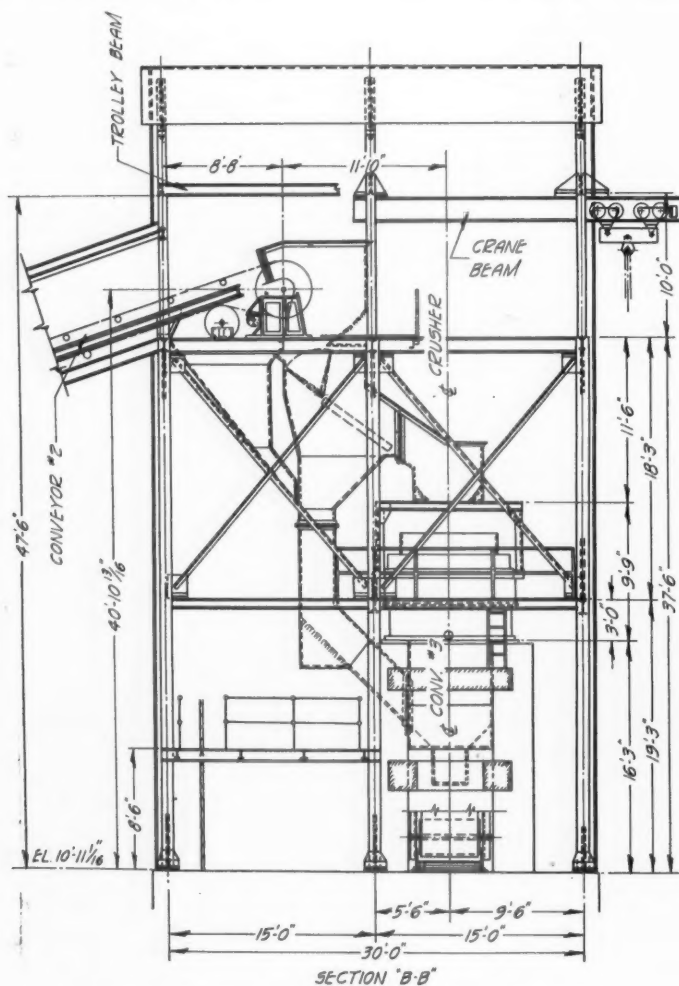 TROLLEY BEAM
8'-8"
11'-10"
CRANE
BEAM
10'-0"
℄ CRUSHER
CONVEYOR #2
47'-6"
40'-10 13/16"
11'-6"
18'-3"
9'-9"
37'-6"
3'-0"
℄ CONV. #3
16'-3"
19'-3"
8'-6"
EL. 10'-11 1/16"
5'-6"
9'-6"
15'-0"
15'-0"
30'-0"
SECTION "B-B"